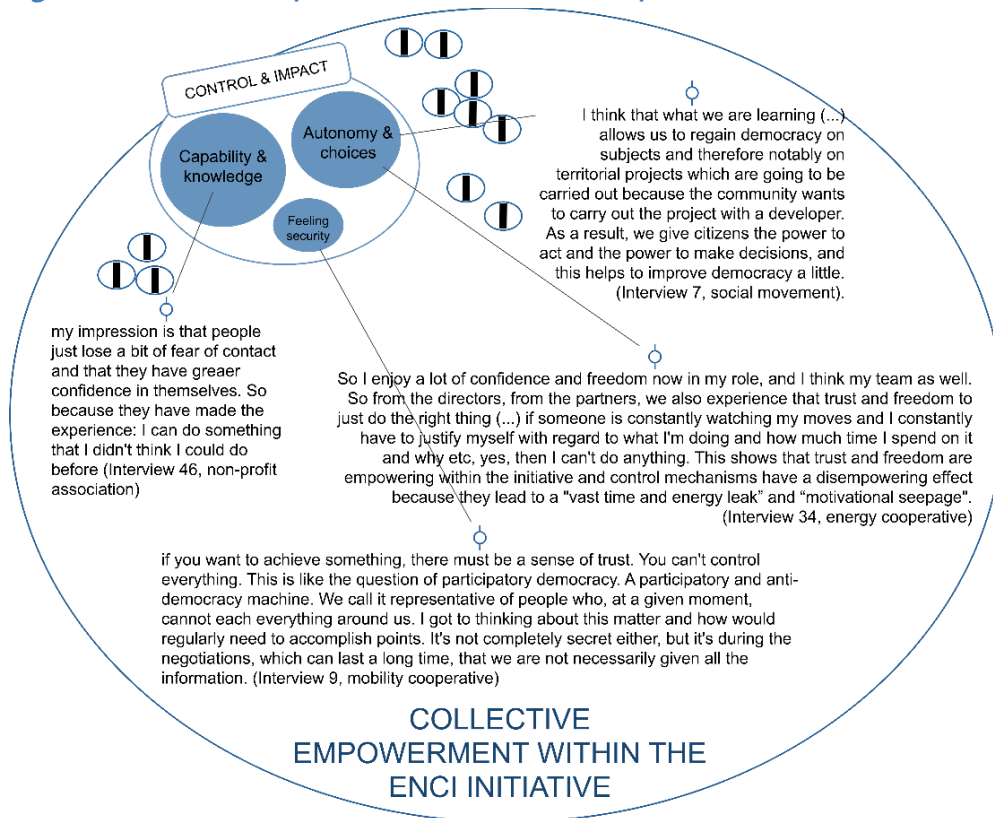 CONTROL & IMPACT
Capability &
knowledge
Autonomy &
choices
Feeling
security
I think that what we are learning (...)
allows us to regain democracy on
subjects and therefore notably on
territorial projects which are going to be
carried out because the community wants
to carry out the project with a developer.
As a result, we give citizens the power to
act and the power to make decisions, and
this helps to improve democracy a little.
(Interview 7, social movement).
my impression is that people
just lose a bit of fear of contact
and that they have greaer
confidence in themselves. So
because they have made the
experience: I can do something
that I didn't think I could do
before (Interview 46, non-profit
association)
So I enjoy a lot of confidence and freedom now in my role, and I think my team as well.
So from the directors, from the partners, we also experience that trust and freedom to
just do the right thing (...) if someone is constantly watching my moves and I constantly
have to justify myself with regard to what I'm doing and how much time I spend on it
and why etc, yes, then I can't do anything. This shows that trust and freedom are
empowering within the initiative and control mechanisms have a disempowering effect
because they lead to a "vast time and energy leak” and “motivational seepage".
(Interview 34, energy cooperative)
if you want to achieve something, there must be a sense of trust. You can't control
everything. This is like the question of participatory democracy. A participatory and anti-
democracy machine. We call it representative of people who, at a given moment,
cannot each everything around us. I got to thinking about this matter and how would
regularly need to accomplish points. It's not completely secret either, but it's during the
negotiations, which can last a long time, that we are not necessarily given all the
information. (Interview 9, mobility cooperative)
COLLECTIVE
EMPOWERMENT WITHIN THE
ENCI INITIATIVE